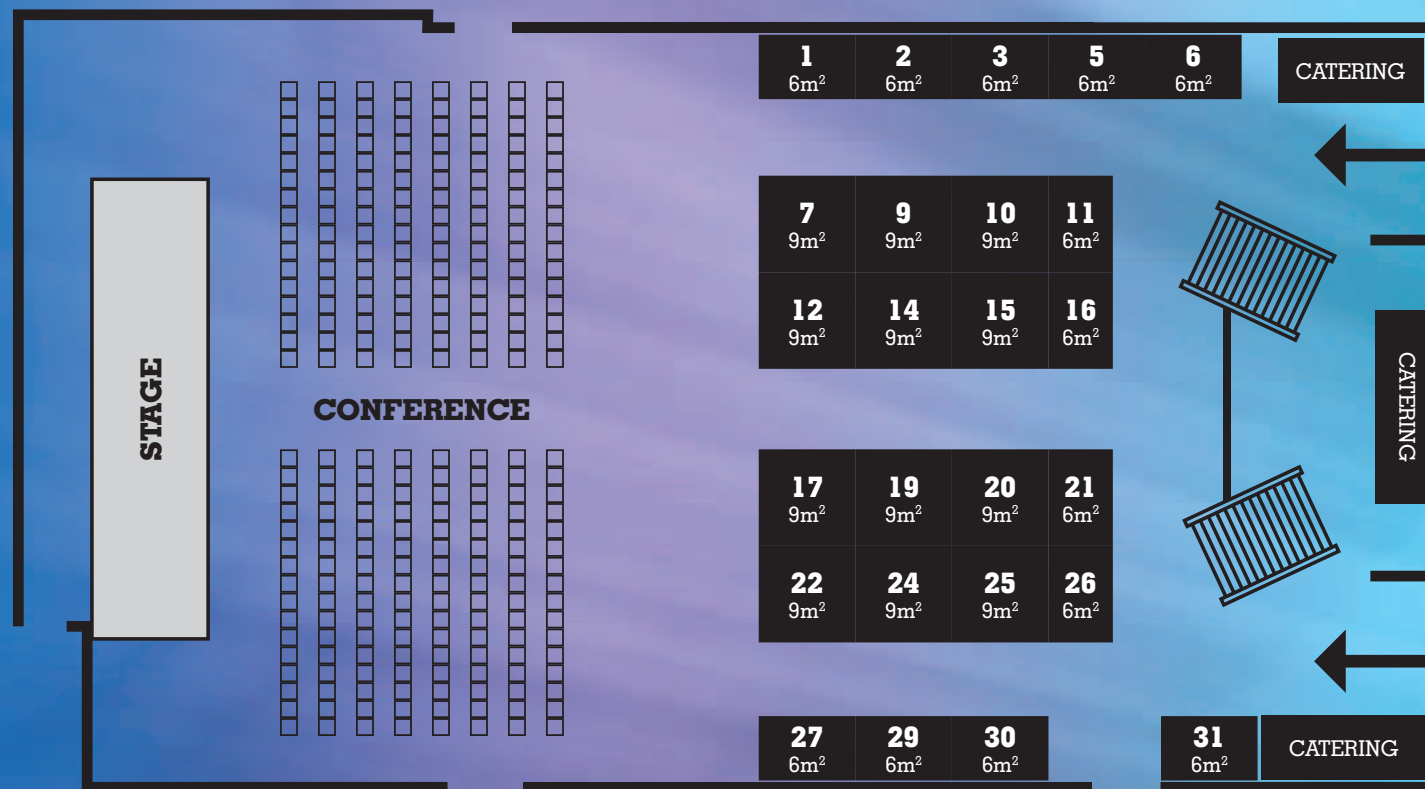 1 2 3 5 6
6m² 6m² 6m² 6m² 6m²
CATERING
7 9 10 11
9m² 9m² 9m² 6m²
12 14 15 16
9m² 9m² 9m² 6m²
STAGE
CONFERENCE
CATERING
17 19 20 21
9m² 9m² 9m² 6m²
22 24 25 26
9m² 9m² 9m² 6m²
27 29 30 31
6m² 6m² 6m² 6m²
CATERING